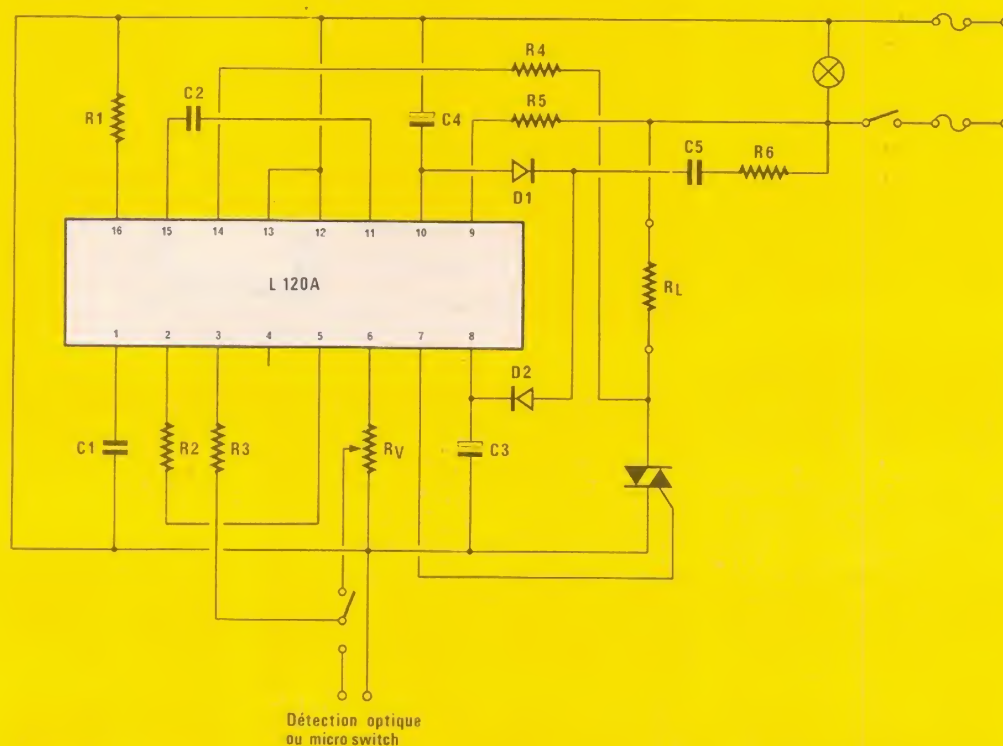 R4
C2
R5
R1
C4
C5
R6
D1
16 15 14 13 12 11 10 9
L 120A
RL
1 2 3 4 5 6 7 8
D2
C1
R2
R3
RV
C3
Détection optique
ou micro switch